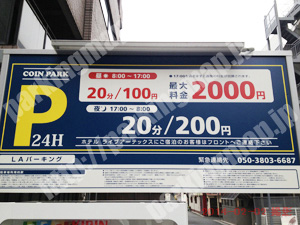 COIN PARK
P
24H
LAパーキング
昼 8:00~17:00
20分/100円
最大料金 2000円
夜 17:00~8:00
20分/200円
ホテル ライブアーテックスにご宿泊のお客様はフロントへご連絡下さい
緊急連絡先 050-3803-6687